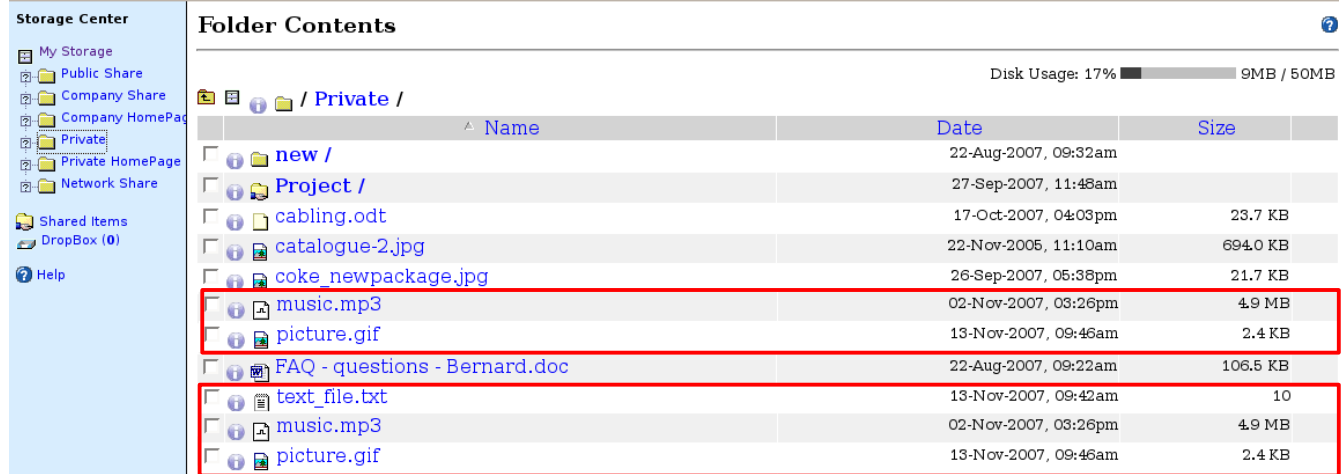 Storage Center
My Storage
Public Share
Company Share
Company HomePag
Private
Private HomePage
Network Share
Shared Items
DropBox (0)
Help
Folder Contents
Disk Usage: 17% 9MB / 50MB
/ Private /
Name Date Size
new / 22-Aug-2007, 09:32am
Project / 27-Sep-2007, 11:48am
cabling.odt 17-Oct-2007, 04:03pm 23.7 KB
catalogue-2.jpg 22-Nov-2005, 11:10am 694.0 KB
coke_newpackage.jpg 26-Sep-2007, 05:38pm 21.7 KB
music.mp3 02-Nov-2007, 03:26pm 4.9 MB
picture.gif 13-Nov-2007, 09:46am 2.4 KB
FAQ - questions - Bernard.doc 22-Aug-2007, 09:22am 106.5 KB
text_file.txt 13-Nov-2007, 09:42am 10
music.mp3 02-Nov-2007, 03:26pm 4.9 MB
picture.gif 13-Nov-2007, 09:46am 2.4 KB